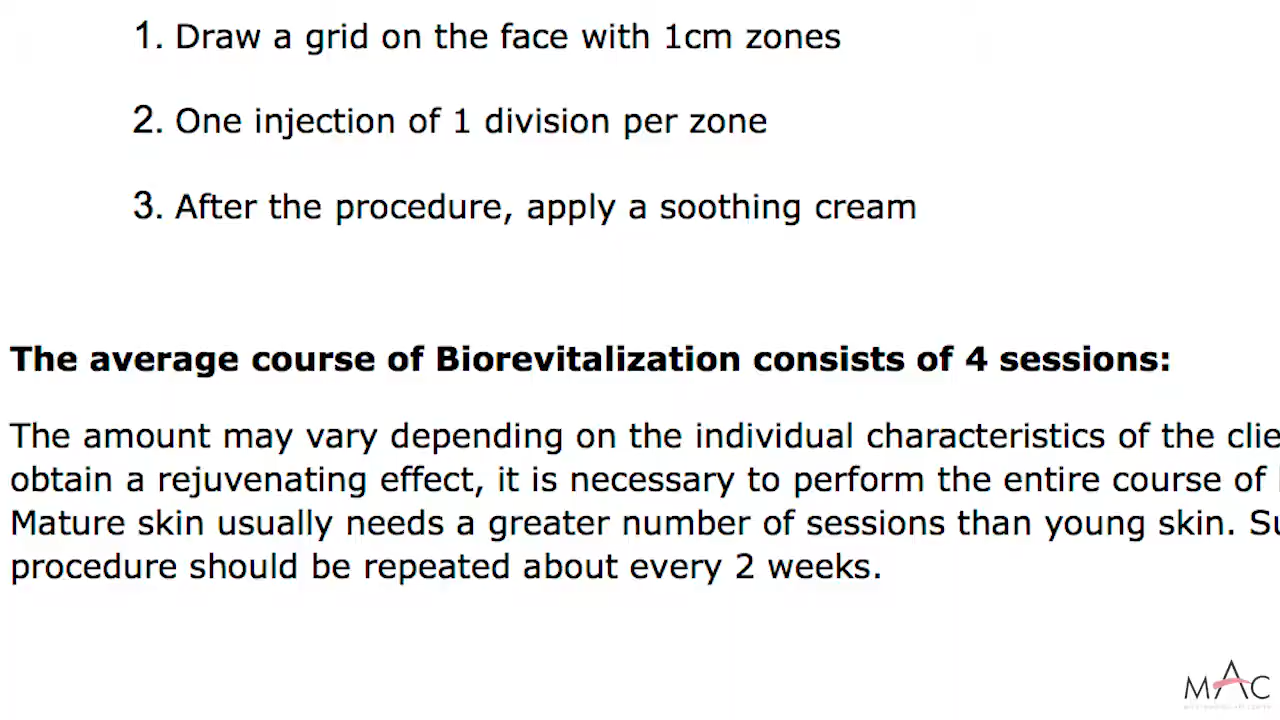 1. Draw a grid on the face with 1cm zones
2. One injection of 1 division per zone
3. After the procedure, apply a soothing cream
The average course of Biorevitalization consists of 4 sessions:
The amount may vary depending on the individual characteristics of the
obtain a rejuvenating effect, it is necessary to perform the entire course of
Mature skin usually needs a greater number of sessions than young skin.
procedure should be repeated about every 2 weeks.
MAC